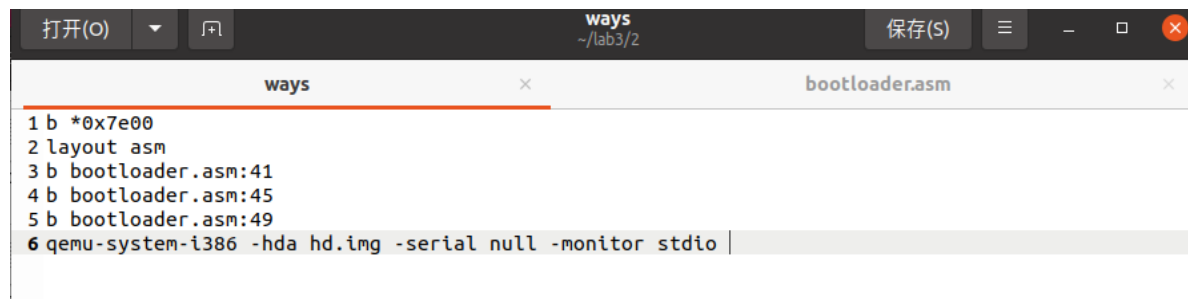 打开(O)
ways
~/lab3/2
保存(S)
ways
bootloader.asm
1 b *0x7e00
2 layout asm
3 b bootloader.asm:41
4 b bootloader.asm:45
5 b bootloader.asm:49
6 qemu-system-i386 -hda hd.img -serial null -monitor stdio